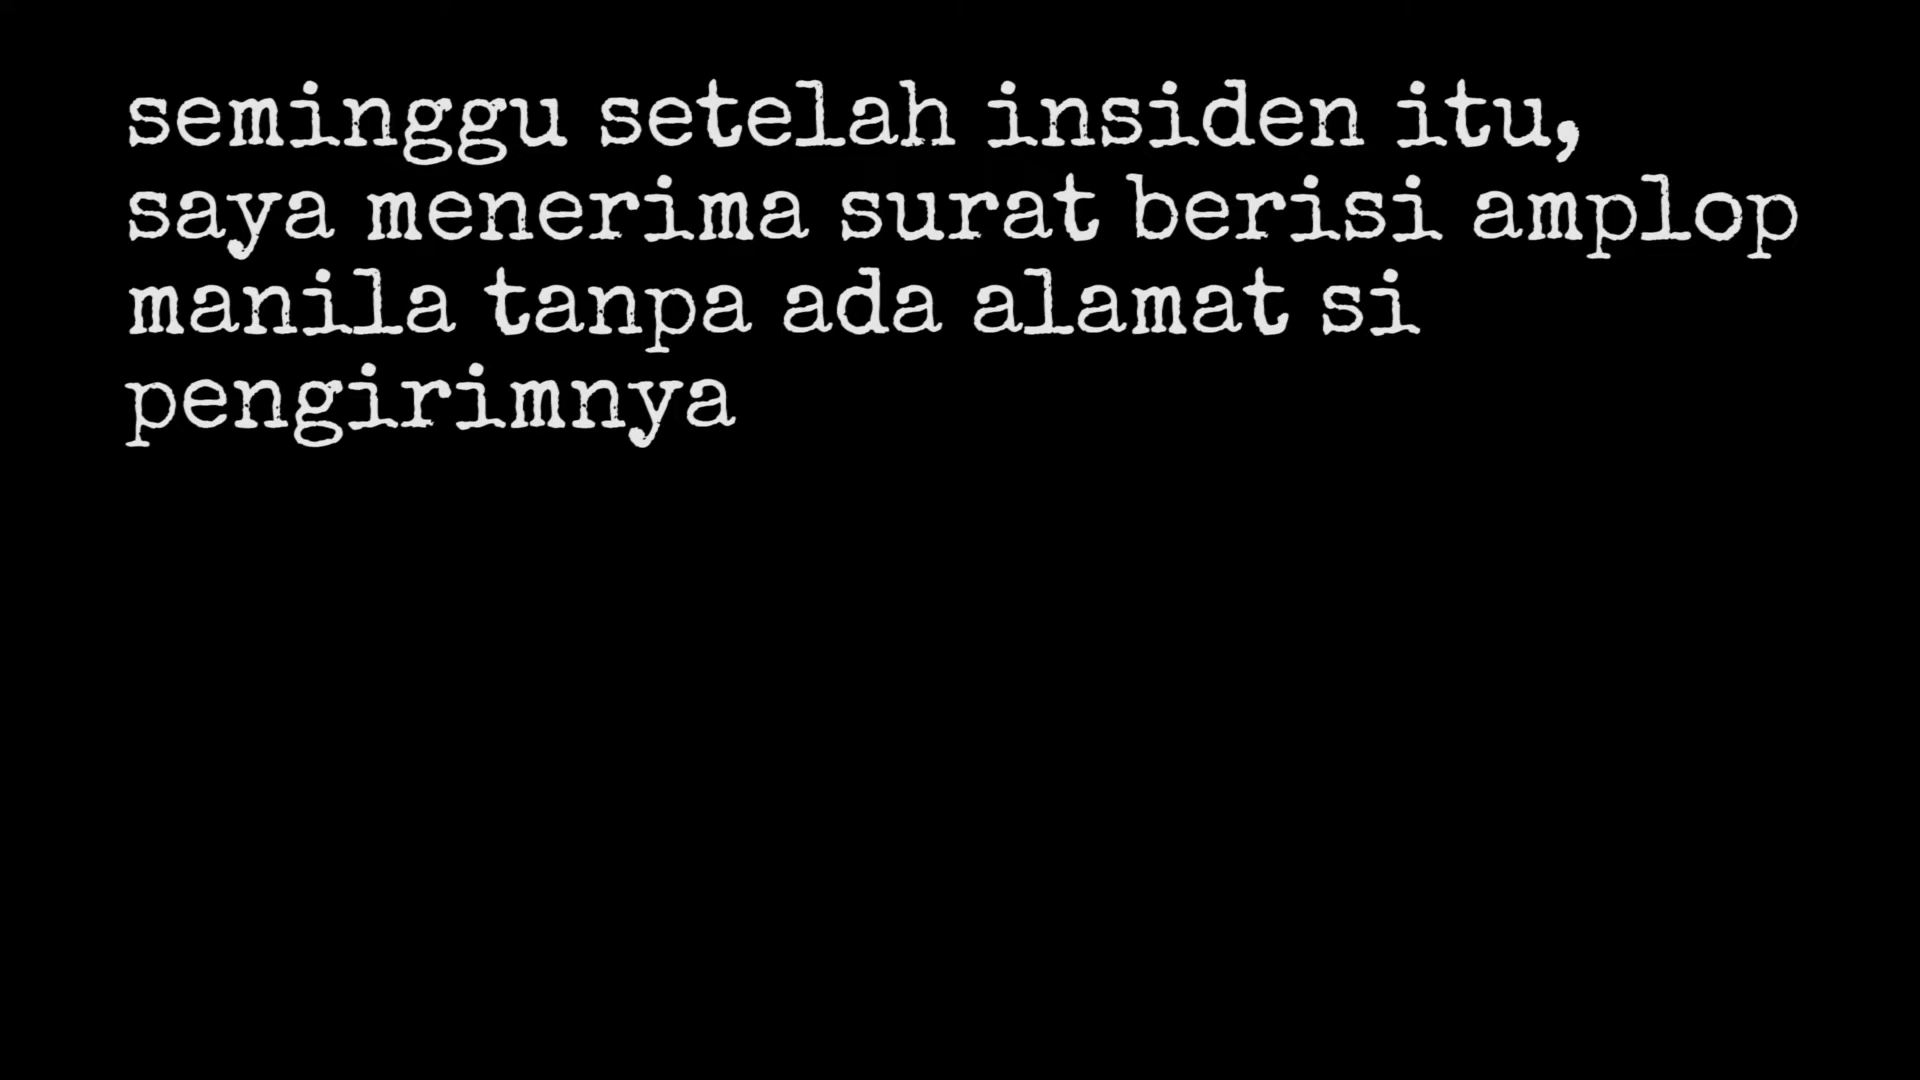 seminggu setelah insiden itu,
saya menerima surat berisi amplop
manila tanpa ada alamat si
pengirimnya